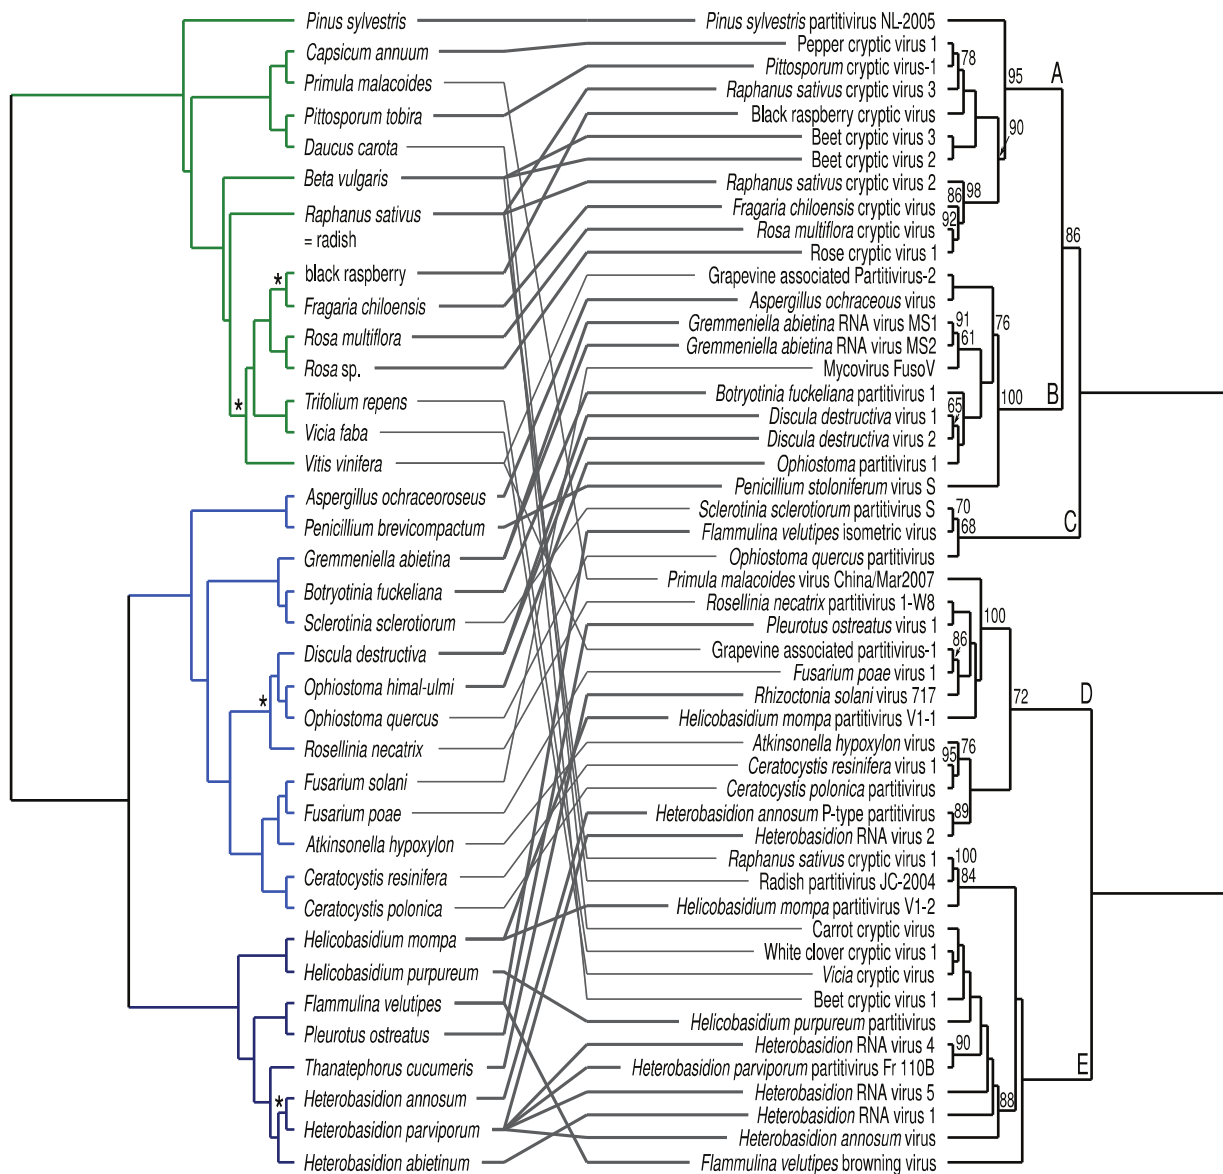 Pinus sylvestris
Capsicum annuum
Primula malacoides
Pittosporum tobira
Daucus carota
Beta vulgaris
Raphanus sativus
= radish
* black raspberry
Fragaria chiloensis
Rosa multiflora
Rosa sp.
*
Trifolium repens
Vicia faba
Vitis vinifera
Aspergillus ochraceoroseus
Penicillium brevicompactum
Gremmeniella abietina
Botryotinia fuckeliana
Sclerotinia sclerotiorum
Discula destructiva
Ophiostoma himal-ulmi
*
Ophiostoma quercus
Rosellinia necatrix
Fusarium solani
Fusarium poae
Atkinsonella hypoxylon
Ceratocystis resinifera
Ceratocystis polonica
Helicobasidium mompa
Helicobasidium purpureum
Flammulina velutipes
Pleurotus ostreatus
Thanatephorus cucumeris
* Heterobasidion annosum
Heterobasidion parviporum
Heterobasidion abietinum
Pinus sylvestris partitivirus NL-2005
Pepper cryptic virus 1
Pittosporum cryptic virus-1
Raphanus sativus cryptic virus 3
Black raspberry cryptic virus
Beet cryptic virus 3
Beet cryptic virus 2
Raphanus sativus cryptic virus 2
Fragaria chiloensis cryptic virus
Rosa multiflora cryptic virus
Rose cryptic virus 1
Grapevine associated Partitivirus-2
Aspergillus ochraceous virus
Gremmeniella abietina RNA virus MS1
Gremmeniella abietina RNA virus MS2
Mycovirus FusoV
Botryotinia fuckeliana partitivirus 1
Discula destructiva virus 1
Discula destructiva virus 2
Ophiostoma partitivirus 1
Penicillium stoloniferum virus S
Sclerotinia sclerotiorum partitivirus S
Flammulina velutipes isometric virus
Ophiostoma quercus partitivirus
Primula malacoides virus China/Mar2007
Rosellinia necatrix partitivirus 1-W8
Pleurotus ostreatus virus 1
Grapevine associated partitivirus-1
Fusarium poae virus 1
Rhizoctonia solani virus 717
Helicobasidium mompa partitivirus V1-1
Atkinsonella hypoxylon virus
Ceratocystis resinifera virus 1
Ceratocystis polonica partitivirus
Heterobasidion annosum P-type partitivirus
Heterobasidion RNA virus 2
Raphanus sativus cryptic virus 1
Radish partitivirus JC-2004
Helicobasidium mompa partitivirus V1-2
Carrot cryptic virus
White clover cryptic virus 1
Vicia cryptic virus
Beet cryptic virus 1
Helicobasidium purpureum partitivirus
Heterobasidion RNA virus 4
Heterobasidion parviporum partitivirus Fr 110B
Heterobasidion RNA virus 5
Heterobasidion RNA virus 1
Heterobasidion annosum virus
Flammulina velutipes browning virus
78
95
A
90
98
86
92
86
91
61
76
65
100
B
70
68
C
100
86
72
D
76
95
89
100
84
90
88
E